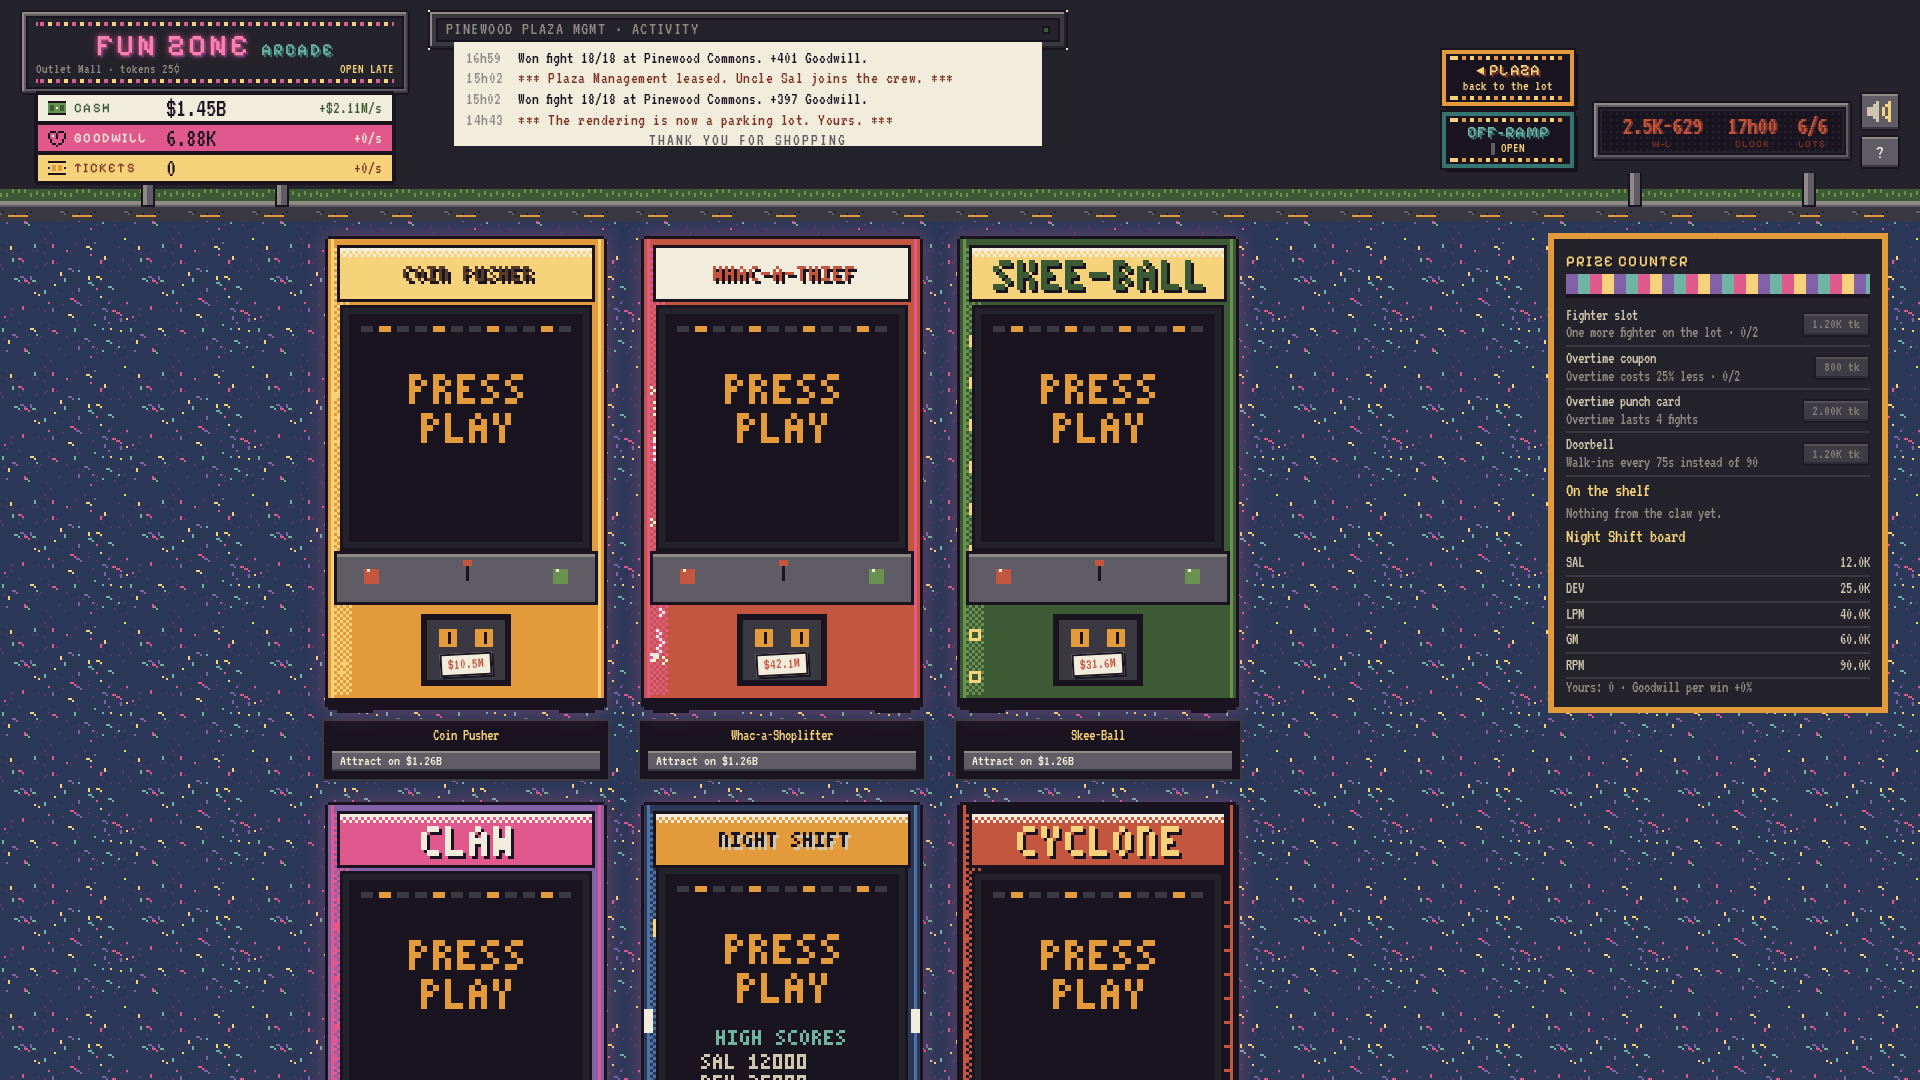 FUN ZONE ARCADE
Outlet Mall · tokens 25¢
OPEN LATE
CASH $1.45B +$2.11M/s
GOODWILL 6.88K +0/s
TICKETS 0 +0/s
PINEWOOD PLAZA MGMT · ACTIVITY
16h59 Won fight 18/18 at Pinewood Commons. +401 Goodwill.
15h02 *** Plaza Management leased. Uncle Sal joins the crew. ***
15h02 Won fight 18/18 at Pinewood Commons. +397 Goodwill.
14h43 *** The rendering is now a parking lot. Yours. ***
THANK YOU FOR SHOPPING
◀ PLAZA
back to the lot
OFF-RAMP
OPEN
2.5K-629 17h00 6/6
W-L CLOCK LOTS
?
COIN PUSHER
PRESS
PLAY
$10.5M
Coin Pusher
Attract on $1.26B
WHAC-A-THIEF
PRESS
PLAY
$42.1M
Whac-a-Shoplifter
Attract on $1.26B
SKEE-BALL
PRESS
PLAY
$31.6M
Skee-Ball
Attract on $1.26B
CLAW
PRESS
PLAY
NIGHT SHIFT
PRESS
PLAY
HIGH SCORES
SAL 12000
CYCLONE
PRESS
PLAY
PRIZE COUNTER
Fighter slot
One more fighter on the lot · 0/2
1.20K tk
Overtime coupon
Overtime costs 25% less · 0/2
800 tk
Overtime punch card
Overtime lasts 4 fights
2.00K tk
Doorbell
Walk-ins every 75s instead of 90
1.20K tk
On the shelf
Nothing from the claw yet.
Night Shift board
SAL 12.0K
DEV 25.0K
LPM 40.0K
GM 60.0K
RPM 90.0K
Yours: 0 · Goodwill per win +0%